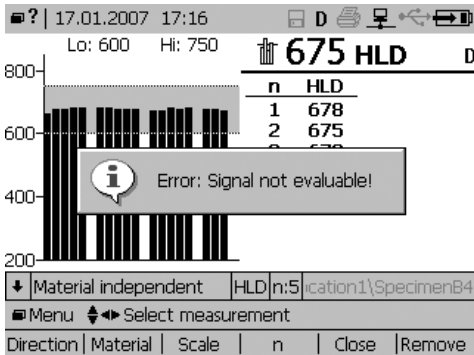 ? 17.01.2007 17:16 D
Lo: 600 Hi: 750
675 HLD D
800
n HLD
1 678
2 675
600
Error: Signal not evaluable!
400
200
Material independent HLD n:5 ication1\SpecimenB4
Menu Select measurement
Direction Material Scale n Close Remove